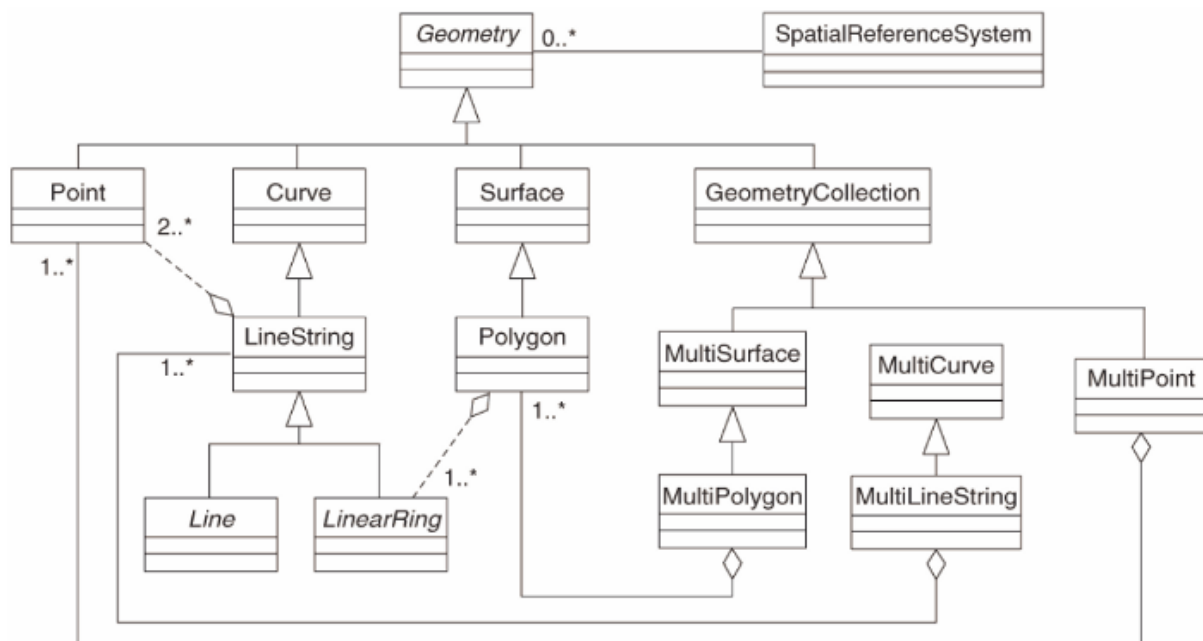 Geometry
0..*
SpatialReferenceSystem
Point
Curve
Surface
GeometryCollection
2..*
1..*
LineString
Polygon
MultiSurface
MultiCurve
MultiPoint
1..*
1..*
1..*
Line
LinearRing
MultiPolygon
MultiLineString